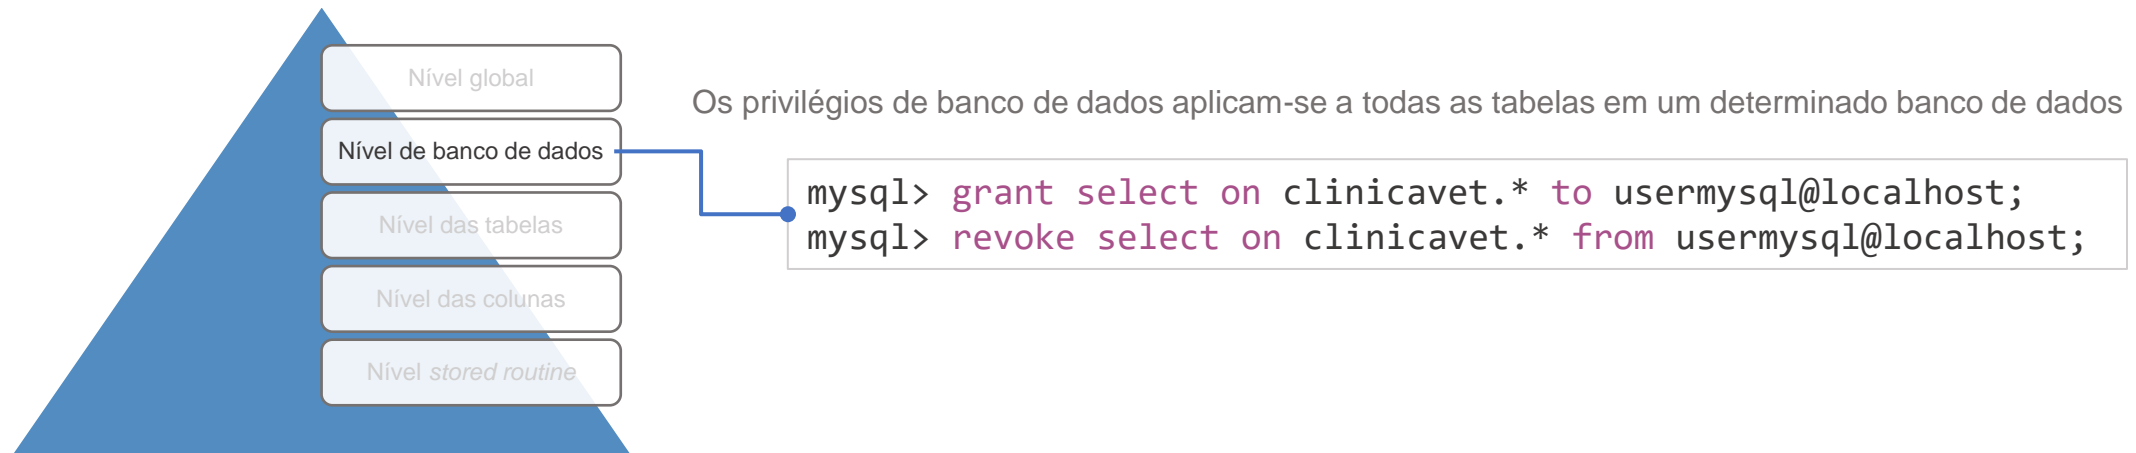 Nível global
Nível de banco de dados
Nível das tabelas
Nível das colunas
Nível stored routine
Os privilégios de banco de dados aplicam-se a todas as tabelas em um determinado banco de dados
mysql> grant select on clinicavet.* to usermysql@localhost;
mysql> revoke select on clinicavet.* from usermysql@localhost;